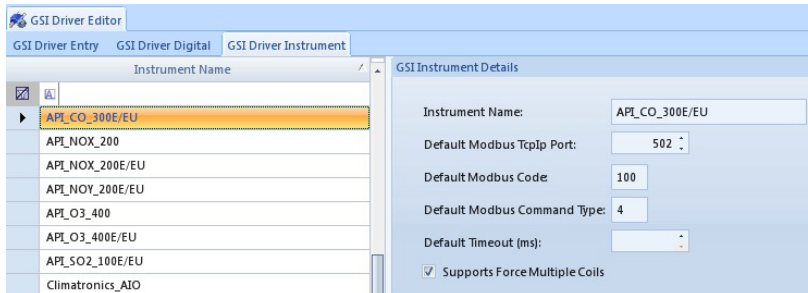 GSI Driver Editor
GSI Driver Entry GSI Driver Digital GSI Driver Instrument
Instrument Name
A
API_CO_300E/EU
API_NOX_200
API_NOX_200E/EU
API_NOY_200E/EU
API_O3_400
API_O3_400E/EU
API_SO2_100E/EU
Climatronics_AIO
GSI Instrument Details
Instrument Name: API_CO_300E/EU
Default Modbus TcpIp Port: 502
Default Modbus Code: 100
Default Modbus Command Type: 4
Default Timeout (ms):
Supports Force Multiple Coils